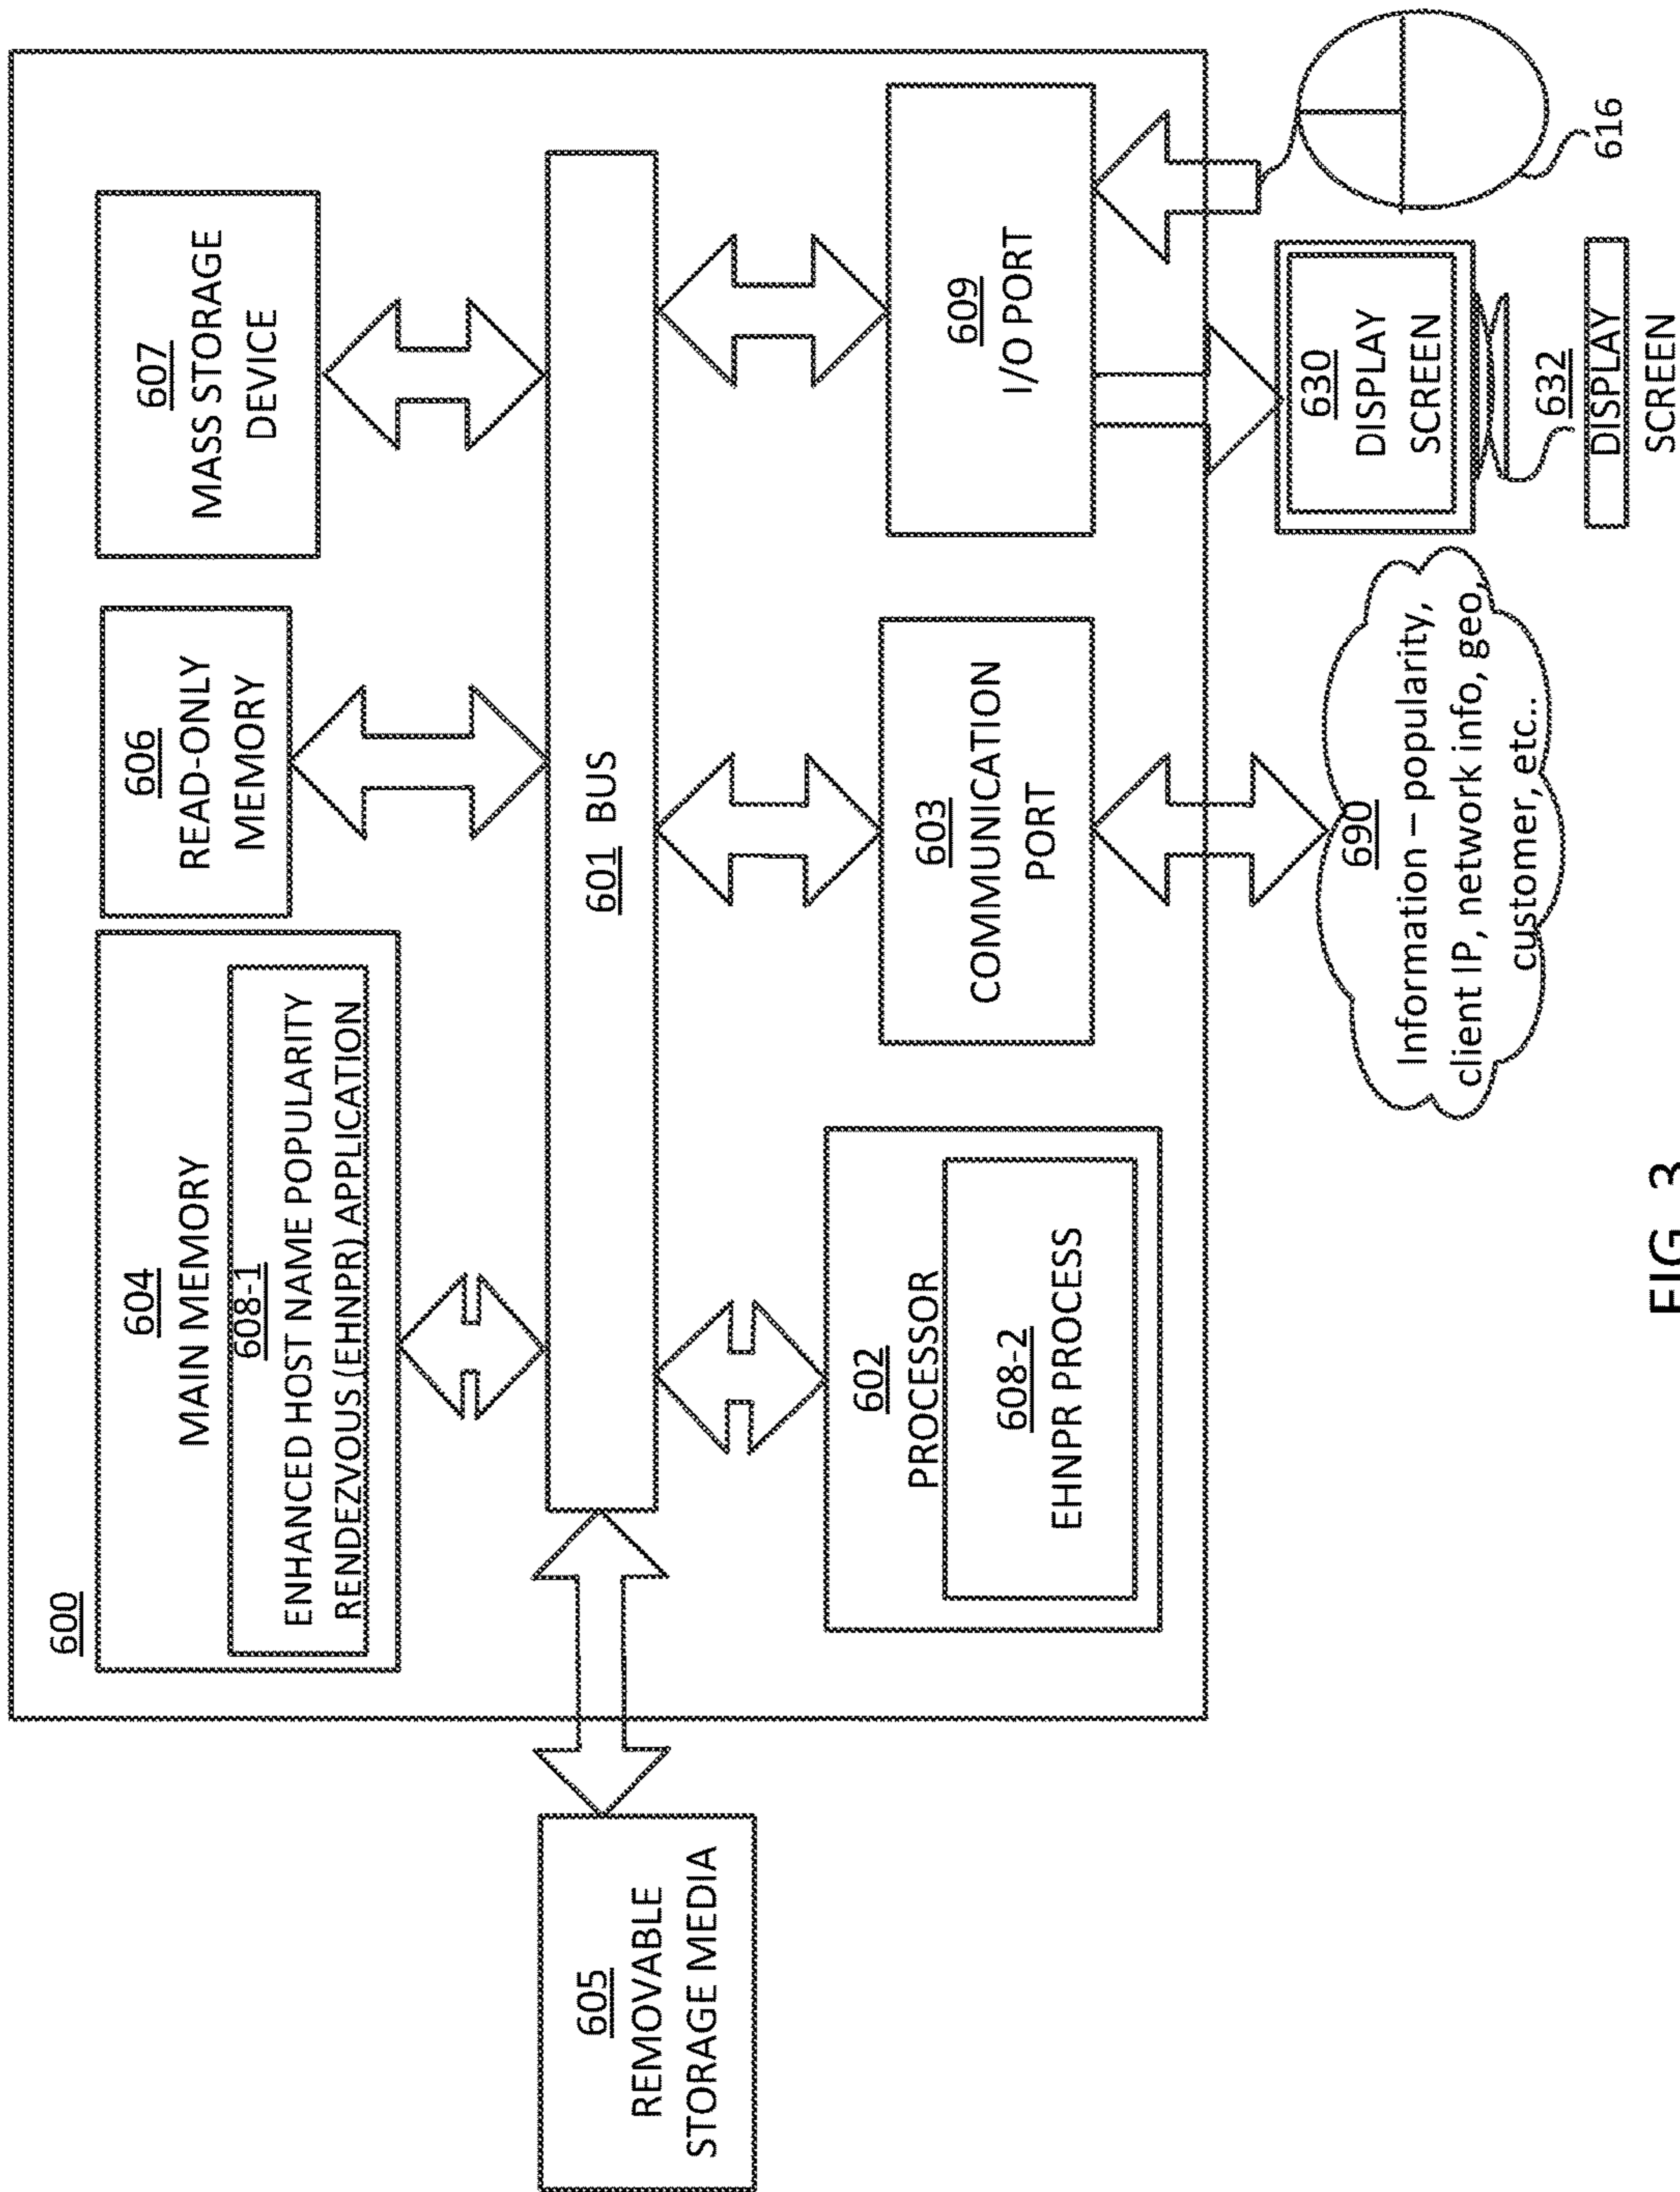 600
604
MAIN MEMORY
608-1
ENHANCED HOST NAME POPULARITY
RENDEZVOUS (EHNPR) APPLICATION
606
READ-ONLY
MEMORY
607
MASS STORAGE
DEVICE
605
REMOVABLE
STORAGE MEDIA
601 BUS
602
PROCESSOR
608-2
EHNPR PROCESS
603
COMMUNICATION
PORT
609
I/O PORT
690
Information – popularity,
client IP, network info, geo,
customer, etc..
630
DISPLAY
SCREEN
632
DISPLAY
SCREEN
616
FIG. 3